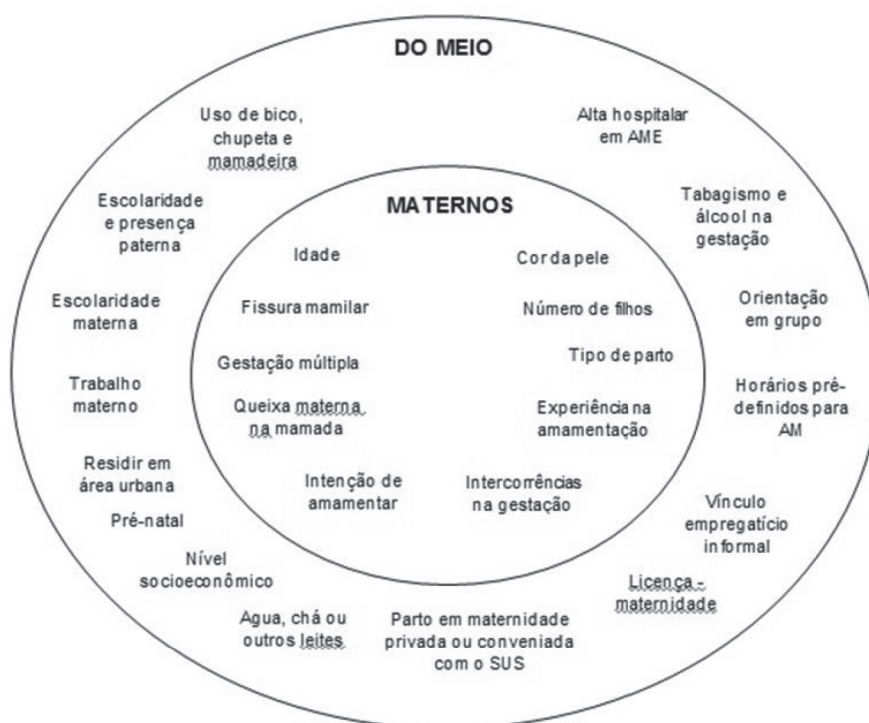 DO MEIO
Uso de bico,
chupeta e
mamadeira
Alta hospitalar
em AME
Escolaridade
e presença
paterna
Tabagismo e
álcool na
gestação
Escolaridade
materna
Orientação
em grupo
Trabalho
materno
Horários pré-
definidos para
AM
Residir em
área urbana
Pré-natal
Vínculo
empregatício
informal
Nível
socioeconômico
Licença -
maternidade
Agua, chá ou
outros leites
Parto em maternidade
privada ou conveniada
com o SUS
MATERNOS
Idade
Cor da pele
Fissura mamilar
Número de filhos
Gestação múltipla
Tipo de parto
Queixa materna
na mamada
Experiência na
amamentação
Intenção de
amamentar
Intercorrências
na gestação